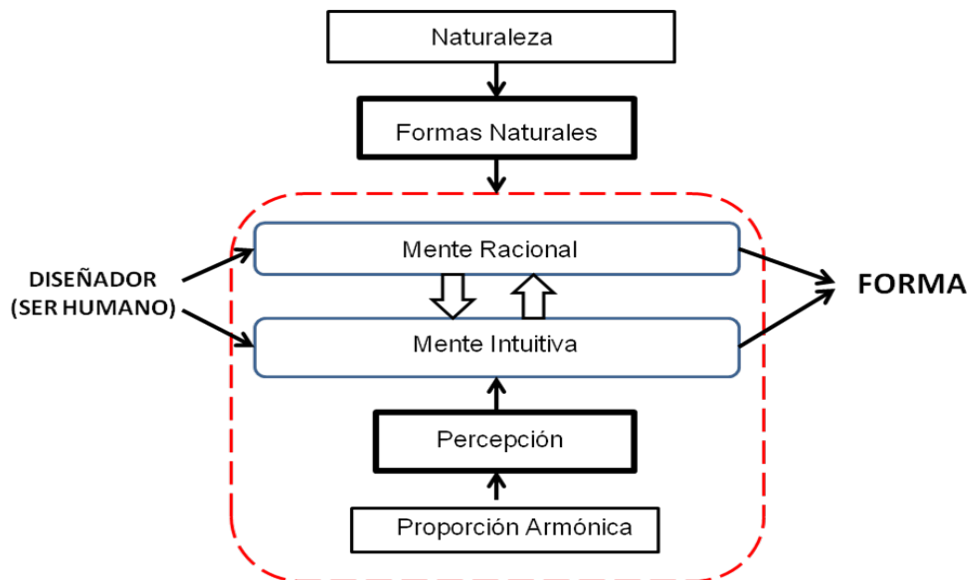 Naturaleza
Formas Naturales
Mente Racional
DISEÑADOR
(SER HUMANO)
FORMA
Mente Intuitiva
Percepción
Proporción Armónica